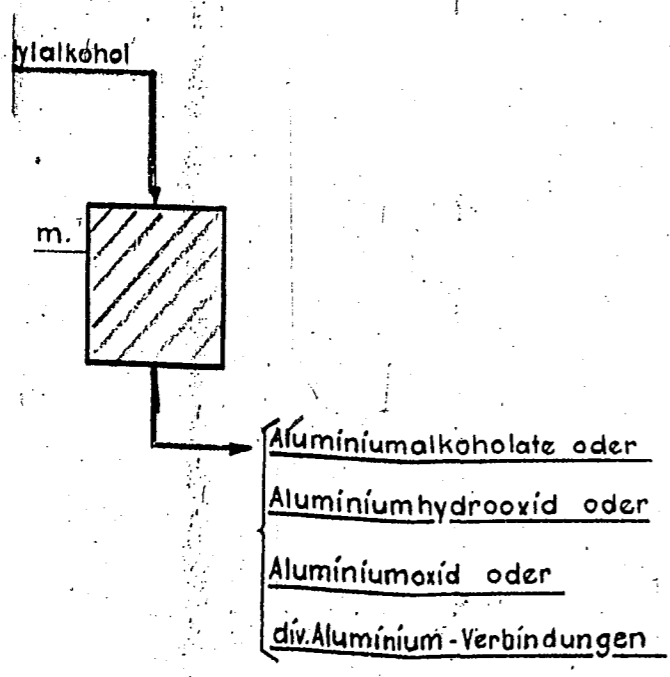 ylalkohol
m.
Aluminiumalkoholate oder
Aluminiumhydrooxid oder
Aluminiumoxid oder
div. Aluminium-Verbindungen